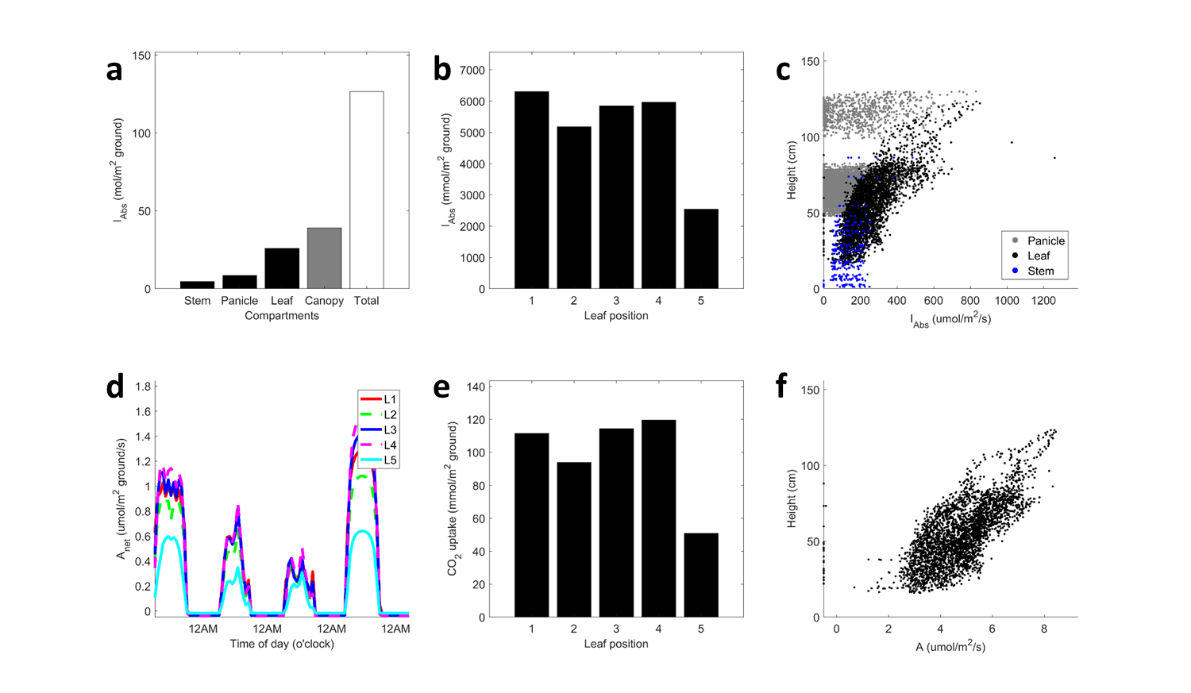 a
150
100
50
0
I_Abs (mol/m² ground)
Stem Panicle Leaf Canopy Total
Compartments
b
7000
6000
5000
4000
3000
2000
1000
0
I_Abs (mmol/m² ground)
1 2 3 4 5
Leaf position
c
150
100
50
0
Height (cm)
Panicle
Leaf
Stem
0 200 400 600 800 1000 1200
I_Abs (umol/m²/s)
d
1.8
1.6
1.4
1.2
1
0.8
0.6
0.4
0.2
0
A_net (umol/m² ground/s)
L1
L2
L3
L4
L5
12AM 12AM 12AM 12AM
Time of day (o'clock)
e
140
120
100
80
60
40
20
0
CO₂ uptake (mmol/m² ground)
1 2 3 4 5
Leaf position
f
150
100
50
0
Height (cm)
0 2 4 6 8
A (umol/m²/s)